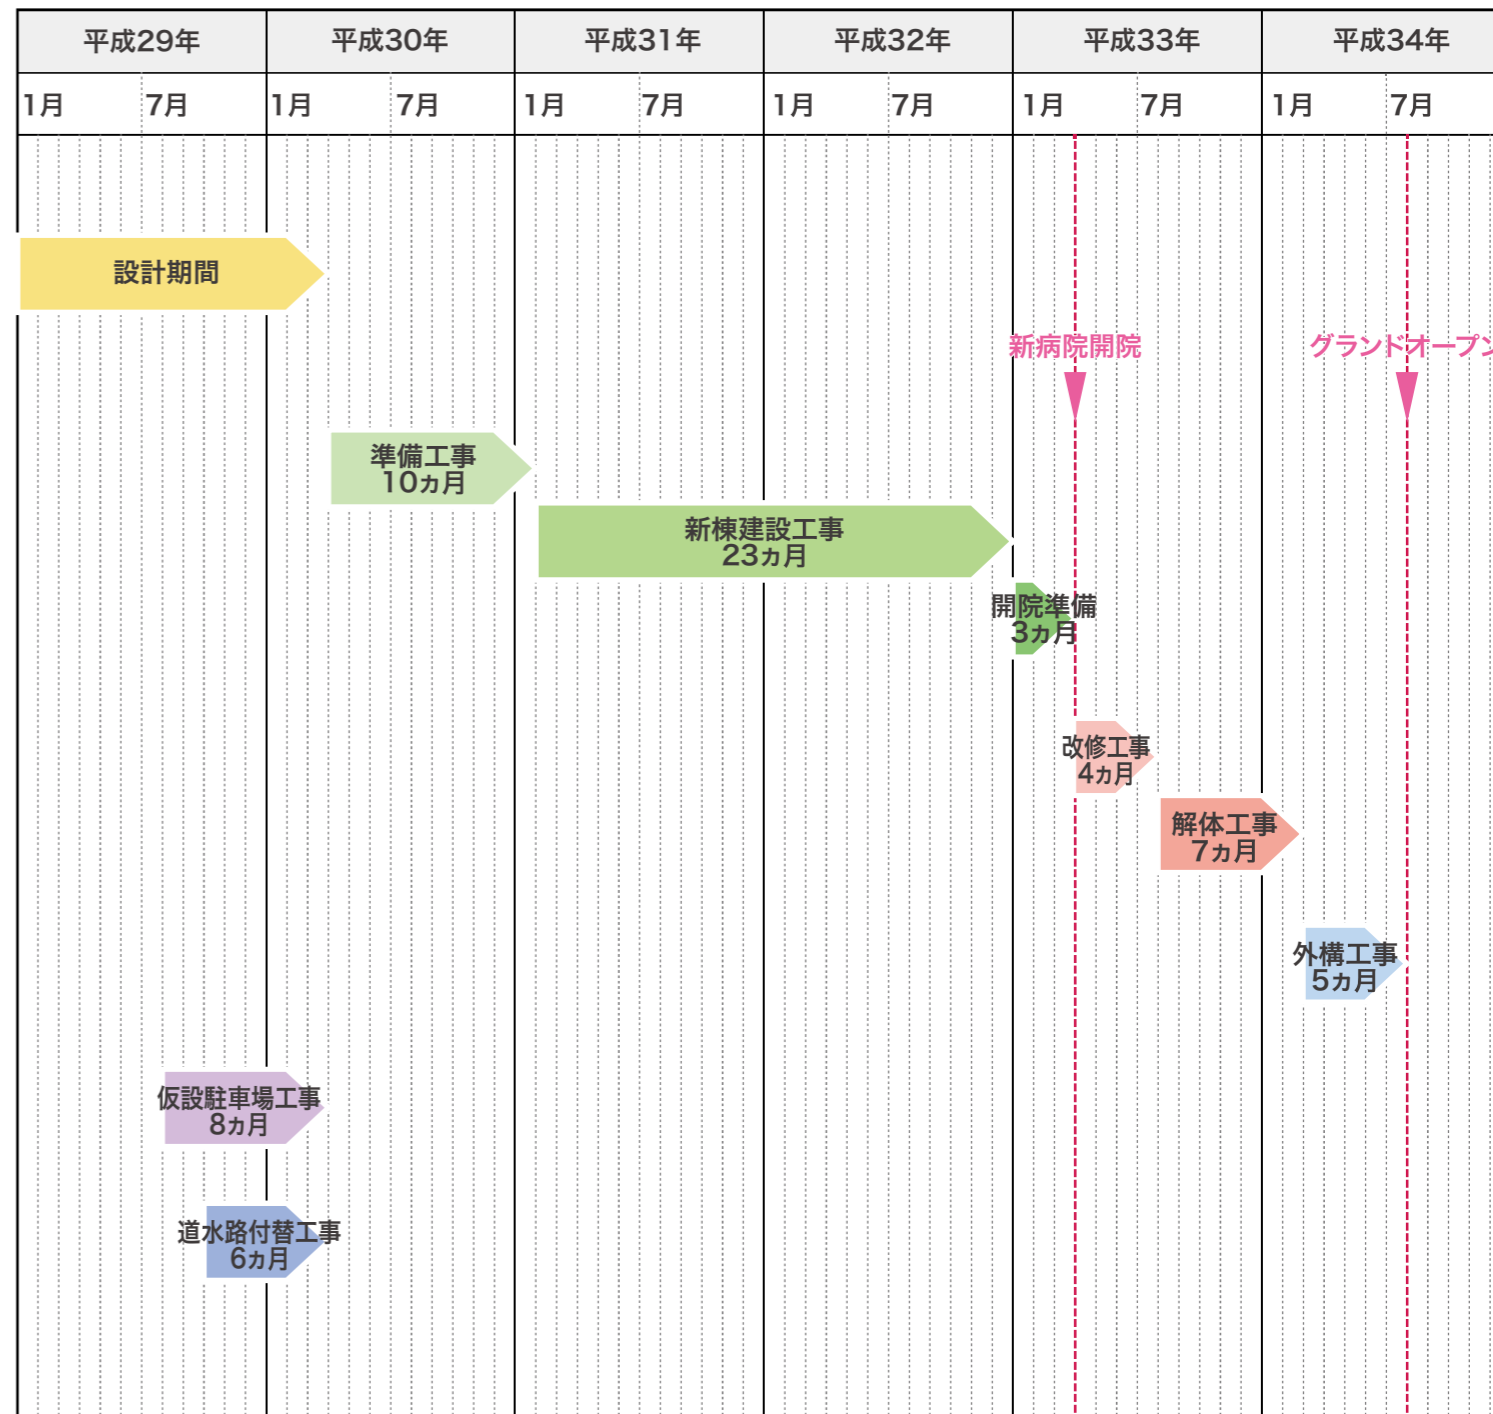 平成29年 平成30年 平成31年 平成32年 平成33年 平成34年
1月 7月 1月 7月 1月 7月 1月 7月 1月 7月 1月 7月
設計期間
新病院開院 グランドオープン
準備工事
10ヵ月
新棟建設工事
23ヵ月
開院準備
3ヵ月
改修工事
4ヵ月
解体工事
7ヵ月
外構工事
5ヵ月
仮設駐車場工事
8ヵ月
道水路付替工事
6ヵ月